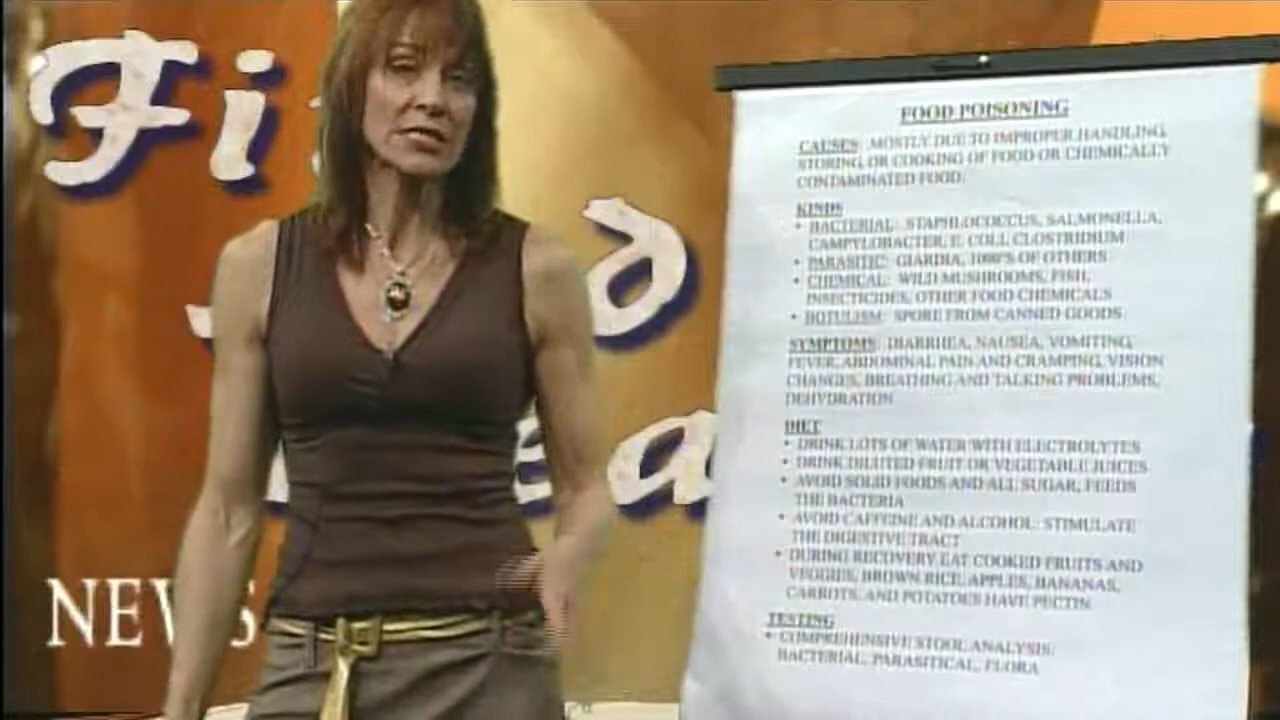 Fi
d
ea
NEWS
FOOD POISONING
CAUSES: MOSTLY DUE TO IMPROPER HANDLING,
STORING, OR COOKING OF FOOD OR CHEMICALLY
CONTAMINATED FOOD.
KINDS
• BACTERIAL: STAPHLOCOCCUS, SALMONELLA,
CAMPYLOBACTER, E. COLI, CLOSTRIDIUM
• PARASITIC: GIARDIA, 1000'S OF OTHERS
• CHEMICAL: WILD MUSHROOMS, FISH,
INSECTICIDES, OTHER FOOD CHEMICALS
• BOTULISM: SPORE FROM CANNED GOODS
SYMPTOMS: DIARRHEA, NAUSEA, VOMITING,
FEVER, ABDOMINAL PAIN AND CRAMPING, VISION
CHANGES, BREATHING AND TALKING PROBLEMS,
DEHYDRATION
DIET
• DRINK LOTS OF WATER WITH ELECTROLYTES
• DRINK DILUTED FRUIT OR VEGETABLE JUICES
• AVOID SOLID FOODS AND ALL SUGAR, FEEDS
THE BACTERIA
• AVOID CAFFEINE AND ALCOHOL: STIMULATE
THE DIGESTIVE TRACT
• DURING RECOVERY EAT COOKED FRUITS AND
VEGGIES, BROWN RICE. APPLES, BANANAS,
CARROTS, AND POTATOES HAVE PECTIN
TESTING
• COMPREHENSIVE STOOL ANALYSIS:
BACTERIAL, PARASITICAL, FLORA